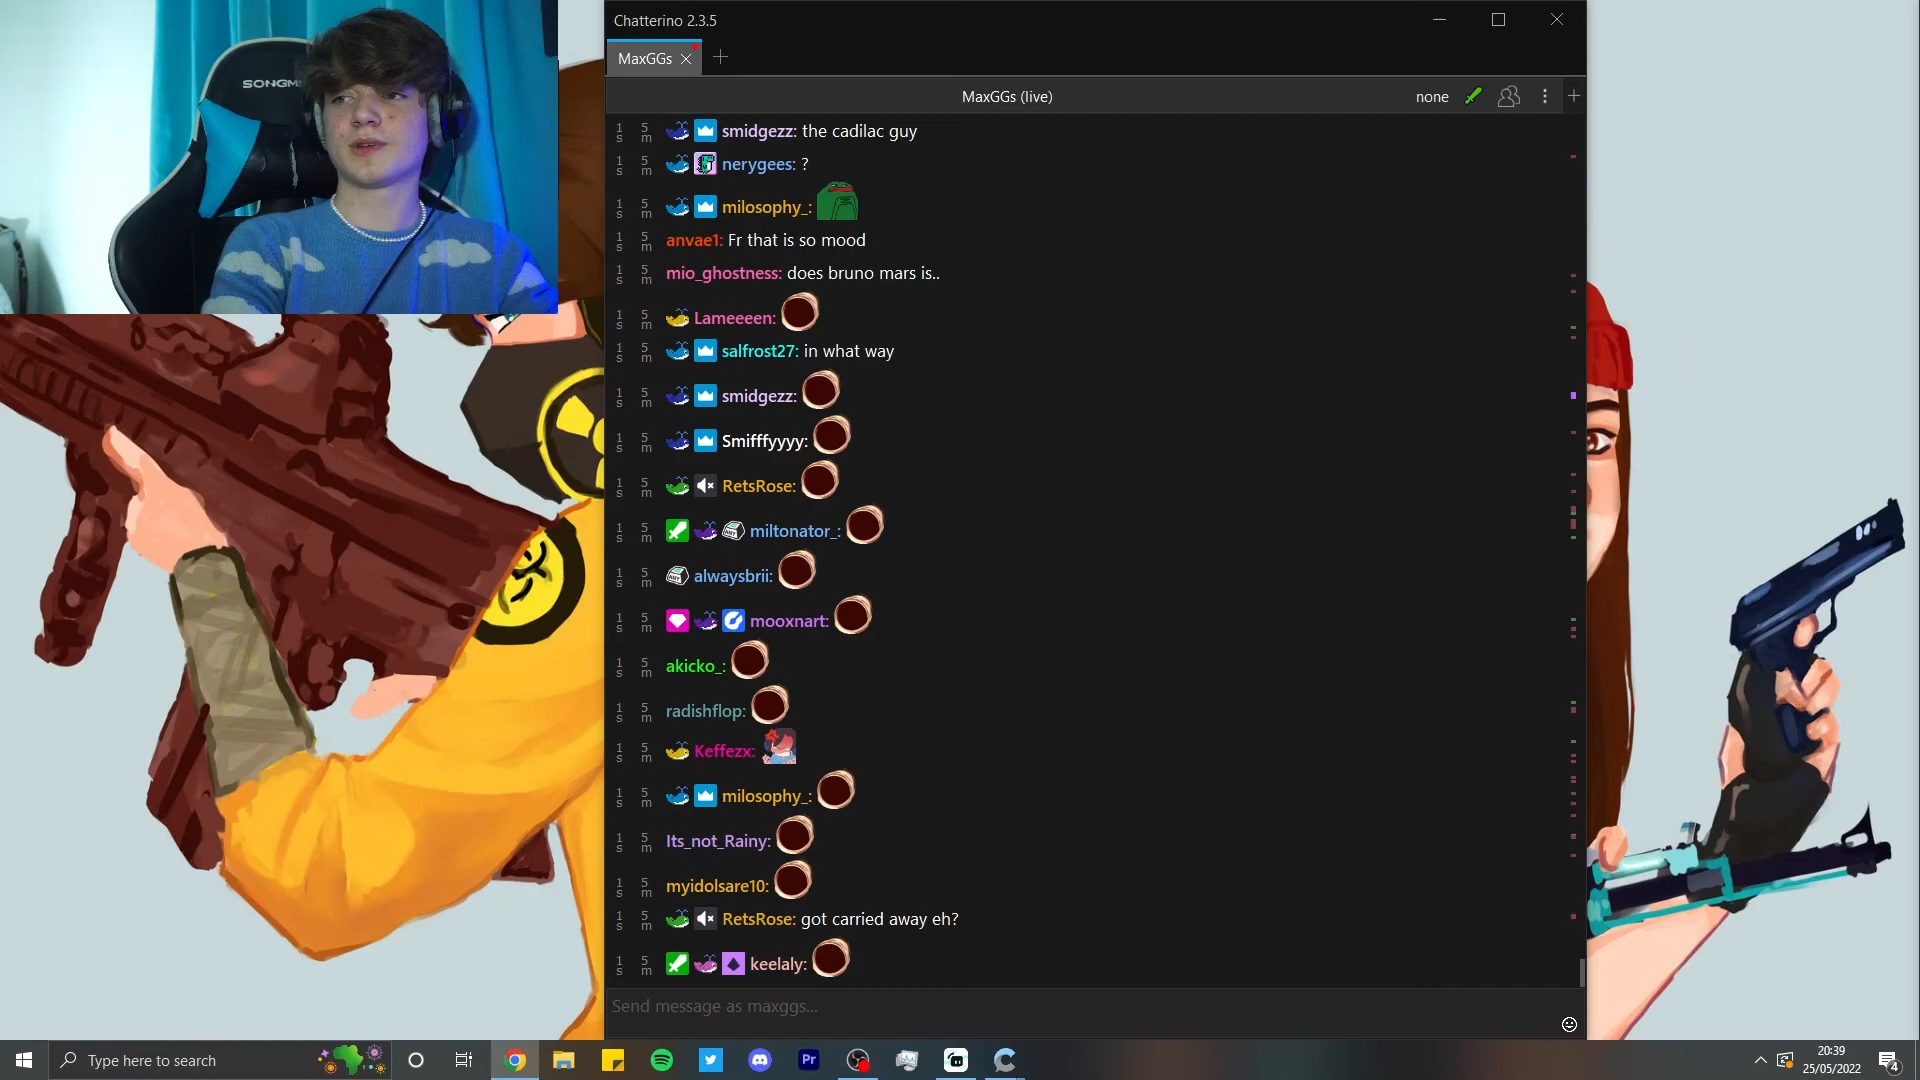 SONGM
Chatterino 2.3.5
MaxGGs
MaxGGs (live)
none
smidgezz: the cadilac guy
nerygees: ?
milosophy_:
anvae1: Fr that is so mood
mio_ghostness: does bruno mars is..
Lameeeen:
salfrost27: in what way
smidgezz:
Smifffyyyy:
RetsRose:
miltonator_:
alwaysbrii:
mooxnart:
akicko_:
radishflop:
Keffezx:
milosophy_:
Its_not_Rainy:
myidolsare10:
RetsRose: got carried away eh?
keelaly:
Send message as maxggs...
Type here to search
Pr
20:39
25/05/2022
4